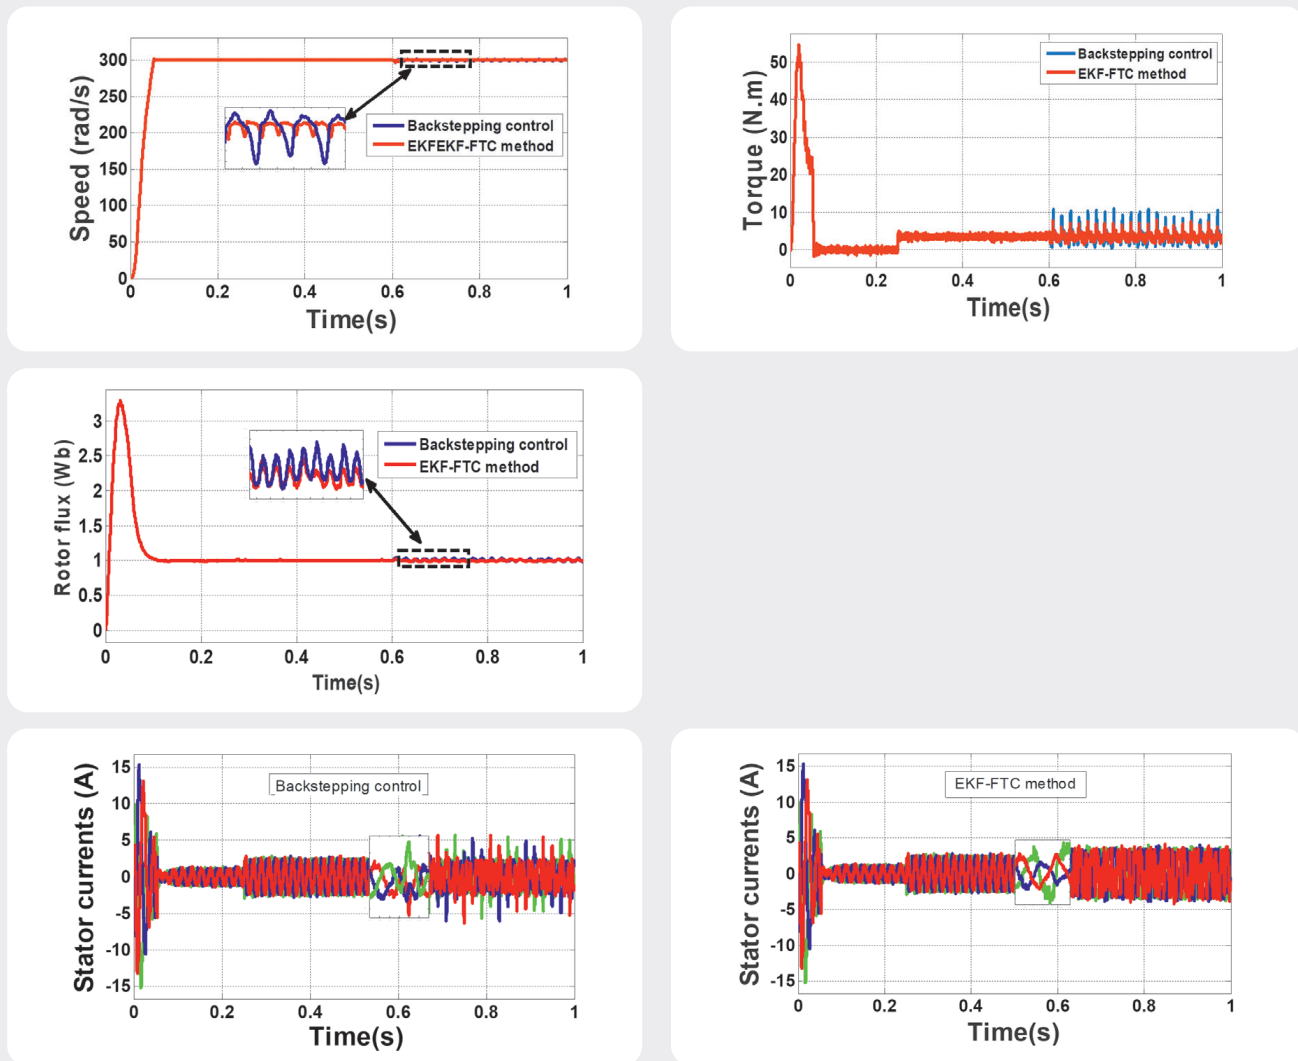 300
250
200
150
100
50
0
Speed (rad/s)
Backstepping control
EKFEKF-FTC method
0 0.2 0.4 0.6 0.8 1
Time(s)
50
40
30
20
10
0
Torque (N.m)
Backstepping control
EKF-FTC method
0 0.2 0.4 0.6 0.8 1
Time(s)
3
2.5
2
1.5
1
0.5
0
Rotor flux (Wb)
Backstepping control
EKF-FTC method
0 0.2 0.4 0.6 0.8 1
Time(s)
15
10
5
0
-5
-10
-15
Stator currents (A)
Backstepping control
0 0.2 0.4 0.6 0.8 1
Time(s)
15
10
5
0
-5
-10
-15
Stator currents (A)
EKF-FTC method
0 0.2 0.4 0.6 0.8 1
Time(s)